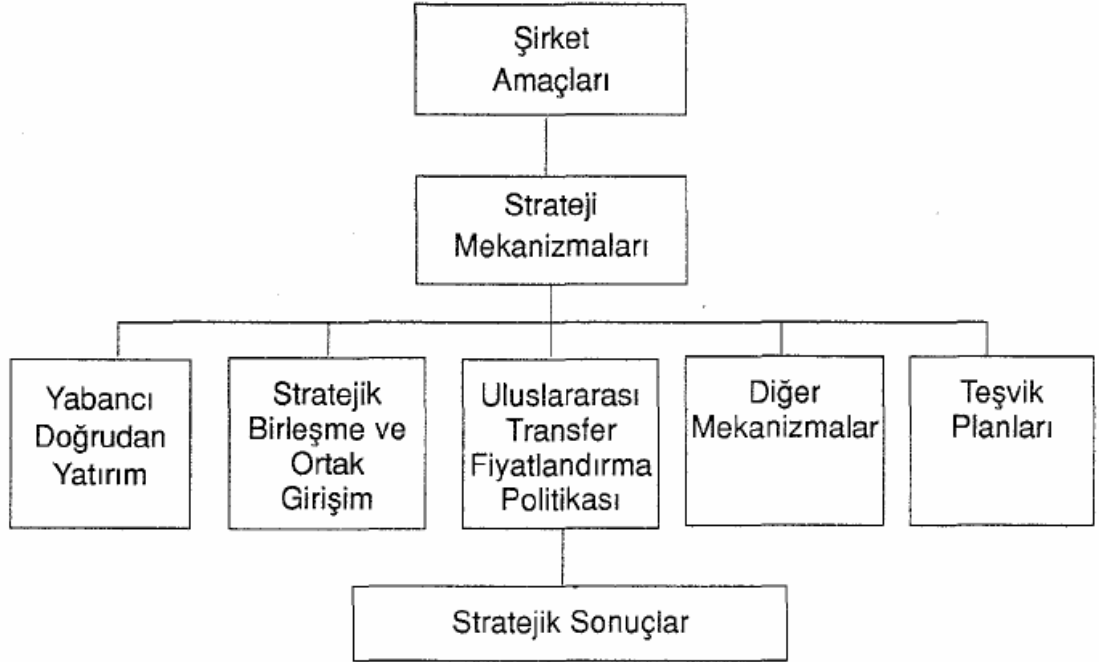 Şirket
Amaçları
Strateji
Mekanizmaları
Yabancı
Doğrudan
Yatırım
Stratejik
Birleşme ve
Ortak
Girişim
Uluslararası
Transfer
Fiyatlandırma
Politikası
Diğer
Mekanizmalar
Teşvik
Planları
Stratejik Sonuçlar